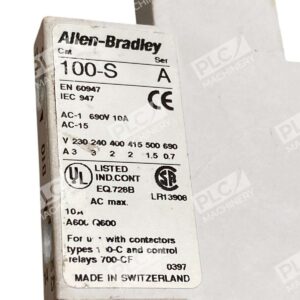 Allen-Bradley
Cat Ser
100-S A
EN 60947
IEC 947
CE
AC-1 690V 10A
AC-15
V 230 240 400 415 500 690
A 3 3 2 2 1.5 0.7
UL LISTED
IND.CONT
EQ.728B
AC max.
SA
LR13908
10A
A600 Q600
For use with contactors
types 100-C and control
relays 700-CF
0397
MADE IN SWITZERLAND